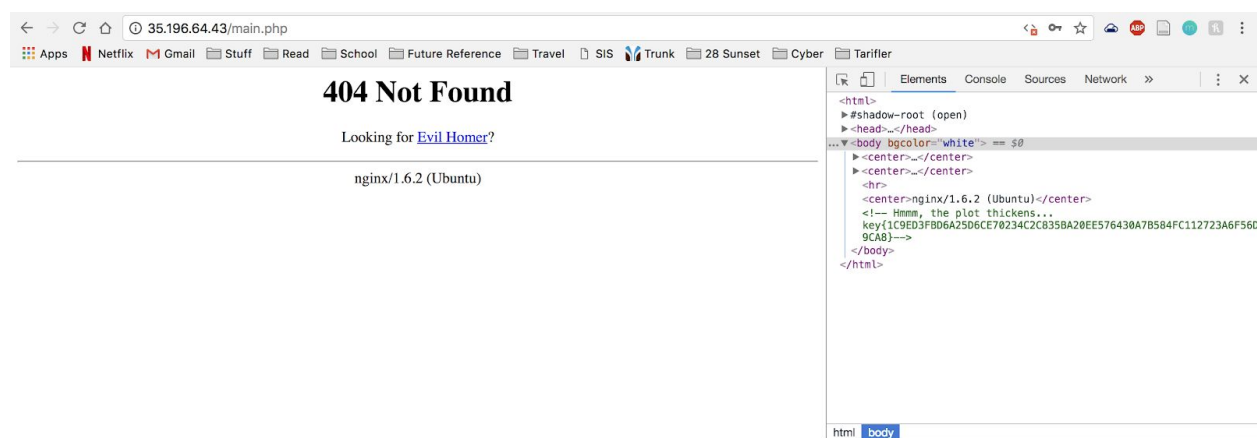 35.196.64.43/main.php
Apps Netflix Gmail Stuff Read School Future Reference Travel SIS Trunk 28 Sunset Cyber Tarifler
404 Not Found
Looking for Evil Homer?
nginx/1.6.2 (Ubuntu)
Elements Console Sources Network »
<html>
▶#shadow-root (open)
▶<head>…</head>
…▼<body bgcolor="white"> == $0
▶<center>…</center>
▶<center>…</center>
<hr>
<center>nginx/1.6.2 (Ubuntu)</center>
<!-- Hmmm, the plot thickens...
key{1C9ED3FBD6A25D6CE70234C2C835BA20EE576430A7B584FC112723A6F56D
9CA8}-->
</body>
</html>
html body